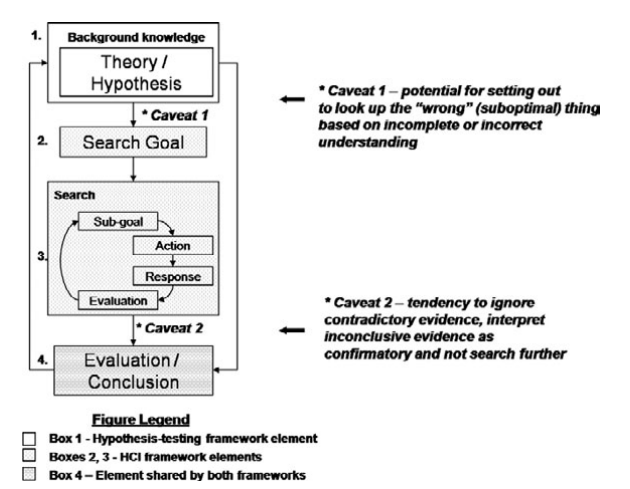 1.
Background knowledge
Theory /
Hypothesis
* Caveat 1
* Caveat 1 – potential for setting out
to look up the "wrong" (suboptimal) thing
based on incomplete or incorrect
understanding
2.
Search Goal
Search
Sub-goal
3.
Action
Response
Evaluation
* Caveat 2
* Caveat 2 – tendency to ignore
contradictory evidence, interpret
inconclusive evidence as
confirmatory and not search further
4.
Evaluation /
Conclusion
Figure Legend
Box 1 - Hypothesis-testing framework element
Boxes 2, 3 - HCI framework elements
Box 4 – Element shared by both frameworks